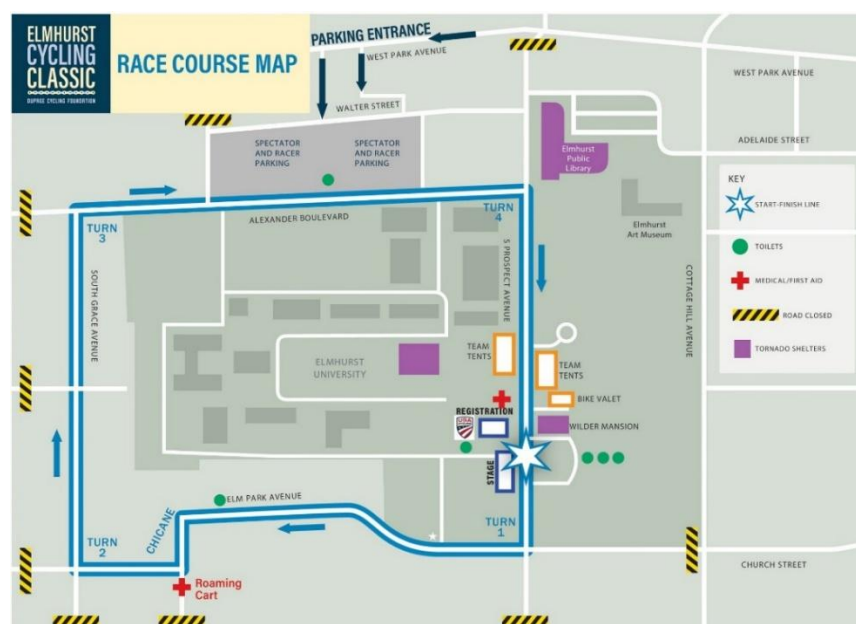 ELMHURST
CYCLING
CLASSIC
DUPAGE CYCLING FOUNDATION
RACE COURSE MAP
PARKING ENTRANCE
WEST PARK AVENUE
WALTER STREET
WEST PARK AVENUE
ADELAIDE STREET
SPECTATOR
AND RACER
PARKING
SPECTATOR
AND RACER
PARKING
Elmhurst
Public
Library
Elmhurst
Art Museum
KEY
START-FINISH LINE
TOILETS
MEDICAL/FIRST AID
ROAD CLOSED
TORNADO SHELTERS
TURN
3
ALEXANDER BOULEVARD
TURN
4
SOUTH GRACE AVENUE
S PROSPECT AVENUE
COTTAGE HILL AVENUE
ELMHURST
UNIVERSITY
TEAM
TENTS
TEAM
TENTS
BIKE VALET
REGISTRATION
USA
WILDER MANSION
STAGE
ELM PARK AVENUE
CHICANE
TURN
2
TURN
1
CHURCH STREET
Roaming
Cart